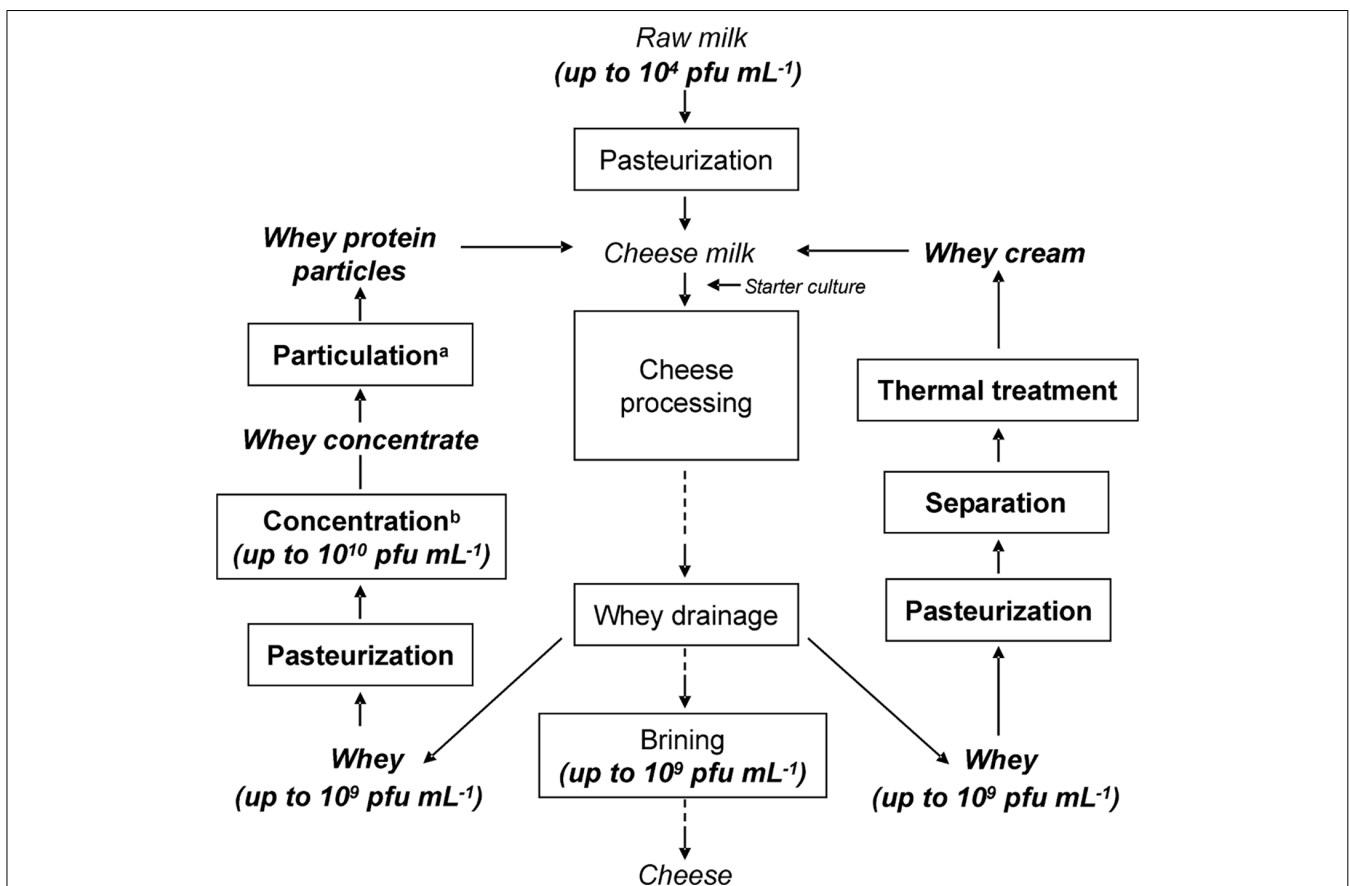 Raw milk
(up to 10⁴ pfu mL⁻¹)
Pasteurization
Whey protein
particles
Cheese milk
Whey cream
Starter culture
Particulationᵃ
Cheese
processing
Thermal treatment
Whey concentrate
Separation
Concentrationᵇ
(up to 10¹⁰ pfu mL⁻¹)
Whey drainage
Pasteurization
Pasteurization
Brining
(up to 10⁹ pfu mL⁻¹)
Whey
(up to 10⁹ pfu mL⁻¹)
Whey
(up to 10⁹ pfu mL⁻¹)
Cheese